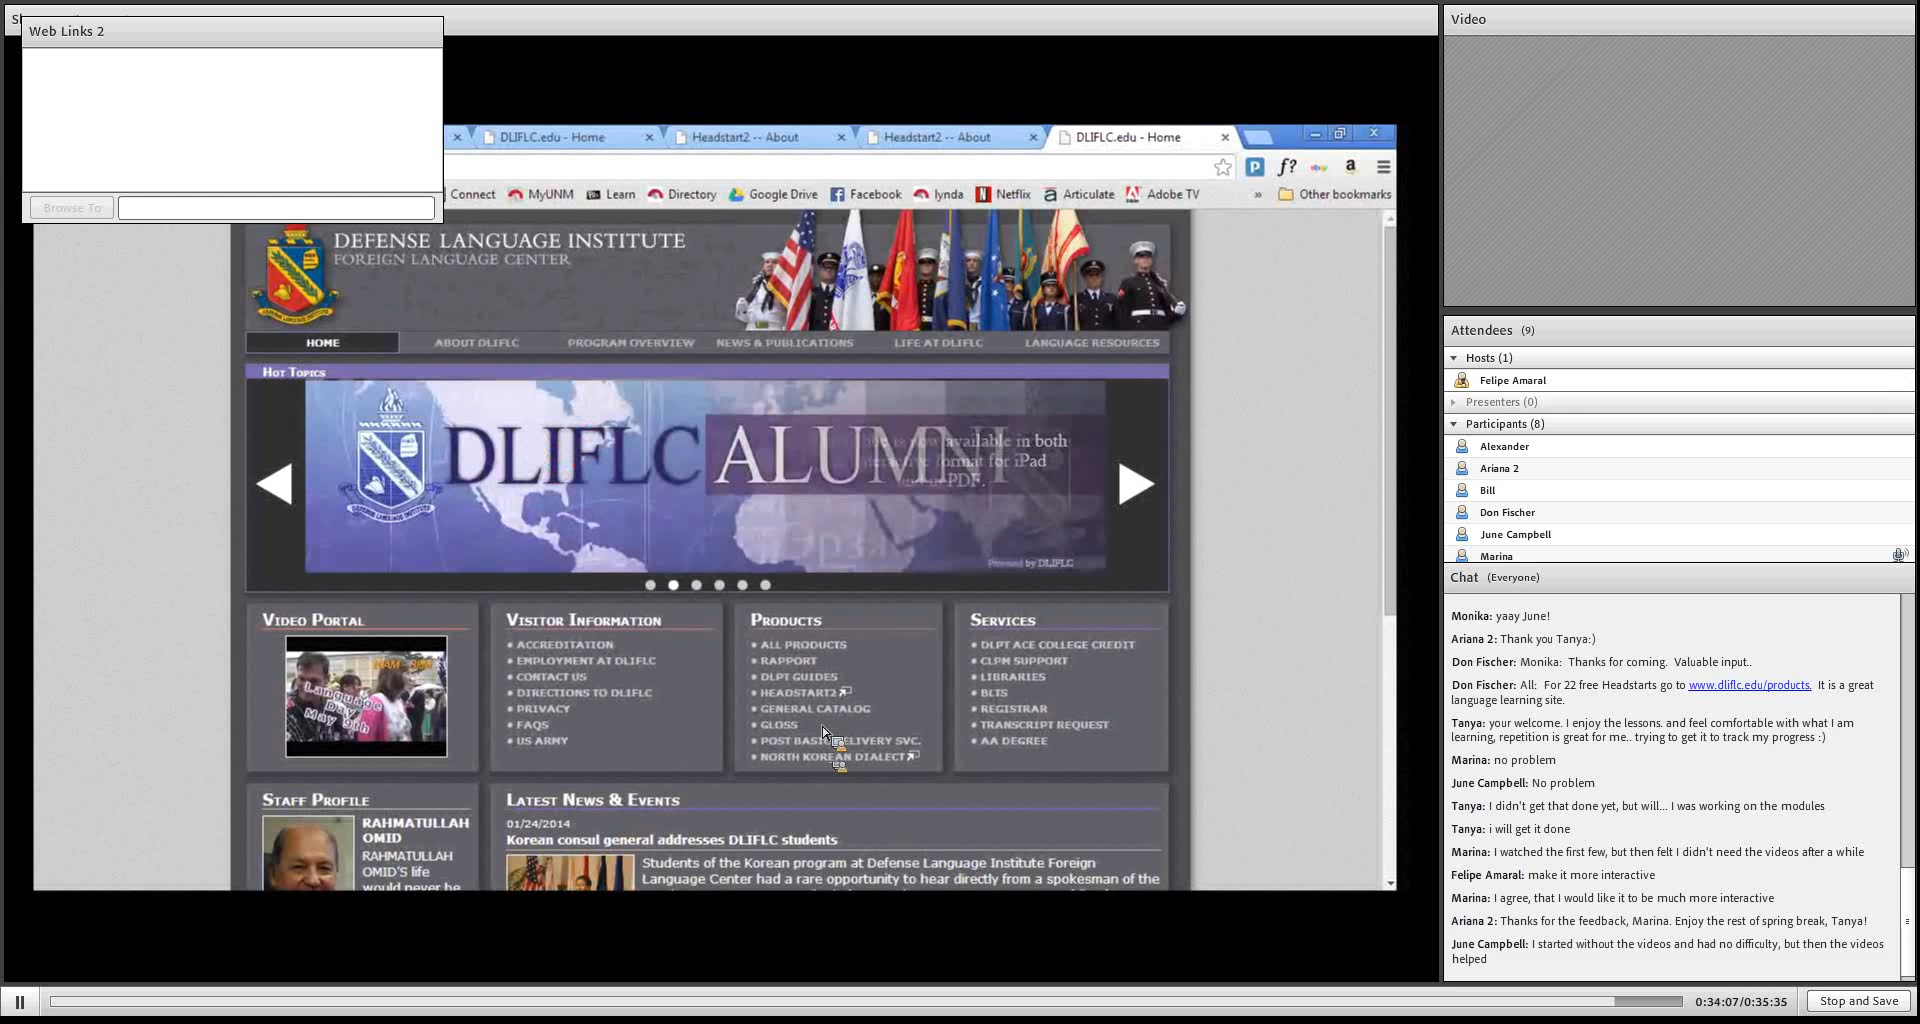 Web Links 2
Browse To
DLIFLC.edu - Home
Headstart2 -- About
Headstart2 -- About
DLIFLC.edu - Home
Connect
MyUNM
Learn
Directory
Google Drive
Facebook
lynda
Netflix
Articulate
Adobe TV
»
Other bookmarks
DEFENSE LANGUAGE INSTITUTE
FOREIGN LANGUAGE CENTER
HOME
ABOUT DLIFLC
PROGRAM OVERVIEW
NEWS & PUBLICATIONS
LIFE AT DLIFLC
LANGUAGE RESOURCES
HOT TOPICS
DLIFLC ALUMNI
now available in both
format for iPad
PDF.
Powered by DLIFLC
VIDEO PORTAL
Language
Day
May 9th
VISITOR INFORMATION
• ACCREDITATION
• EMPLOYMENT AT DLIFLC
• CONTACT US
• DIRECTIONS TO DLIFLC
• PRIVACY
• FAQS
• US ARMY
PRODUCTS
• ALL PRODUCTS
• RAPPORT
• DLPT GUIDES
• HEADSTART2
• GENERAL CATALOG
• GLOSS
• POST BASIC DELIVERY SVC.
• NORTH KOREAN DIALECT
SERVICES
• DLPT ACE COLLEGE CREDIT
• CLPM SUPPORT
• LIBRARIES
• BLTS
• REGISTRAR
• TRANSCRIPT REQUEST
• AA DEGREE
STAFF PROFILE
RAHMATULLAH
OMID
RAHMATULLAH
OMID'S life
would never be
LATEST NEWS & EVENTS
01/24/2014
Korean consul general addresses DLIFLC students
Students of the Korean program at Defense Language Institute Foreign
Language Center had a rare opportunity to hear directly from a spokesman of the
Video
Attendees (9)
Hosts (1)
Felipe Amaral
Presenters (0)
Participants (8)
Alexander
Ariana 2
Bill
Don Fischer
June Campbell
Marina
Chat (Everyone)
Monika: yaay June!
Ariana 2: Thank you Tanya:)
Don Fischer: Monika: Thanks for coming. Valuable input..
Don Fischer: All: For 22 free Headstarts go to www.dliflc.edu/products. It is a great
language learning site.
Tanya: your welcome. I enjoy the lessons. and feel comfortable with what I am
learning, repetition is great for me.. trying to get it to track my progress :)
Marina: no problem
June Campbell: No problem
Tanya: I didn't get that done yet, but will... I was working on the modules
Tanya: i will get it done
Marina: I watched the first few, but then felt I didn't need the videos after a while
Felipe Amaral: make it more interactive
Marina: I agree, that I would like it to be much more interactive
Ariana 2: Thanks for the feedback, Marina. Enjoy the rest of spring break, Tanya!
June Campbell: I started without the videos and had no difficulty, but then the videos
helped
0:34:07/0:35:35
Stop and Save